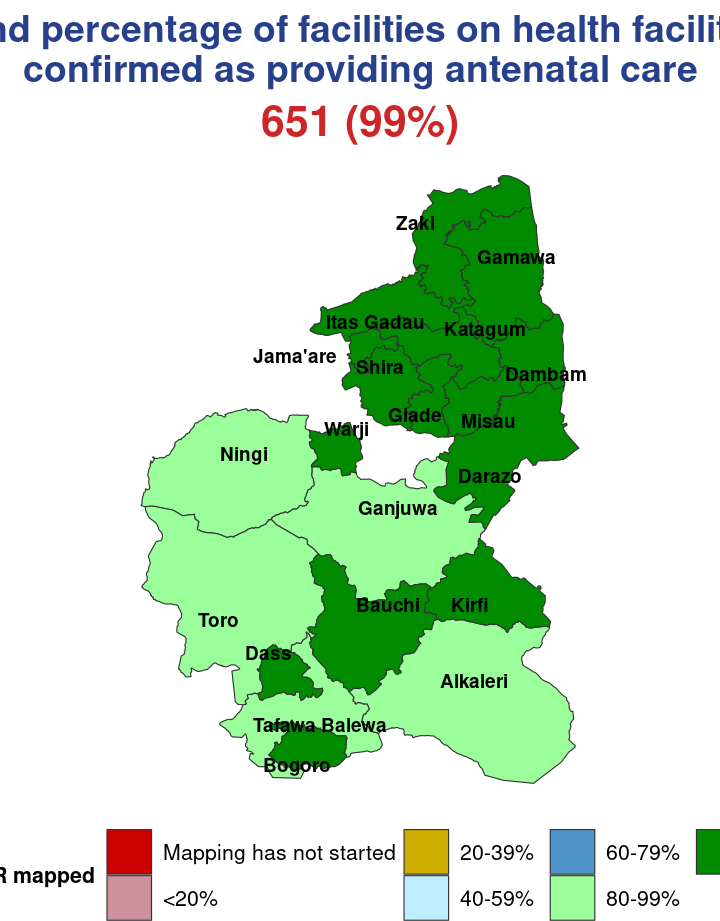 percentage of facilities on health
confirmed as providing antenatal care
651 (99%)
Zaki
Gamawa
Itas Gadau
Katagum
Jama'are
Shira
Dambam
Giade
Misau
Warji
Ningi
Darazo
Ganjuwa
Bauchi
Kirfi
Toro
Dass
Alkaleri
Tafawa Balewa
Bogoro
mapped
Mapping has not started
20-39%
60-79%
<20%
40-59%
80-99%